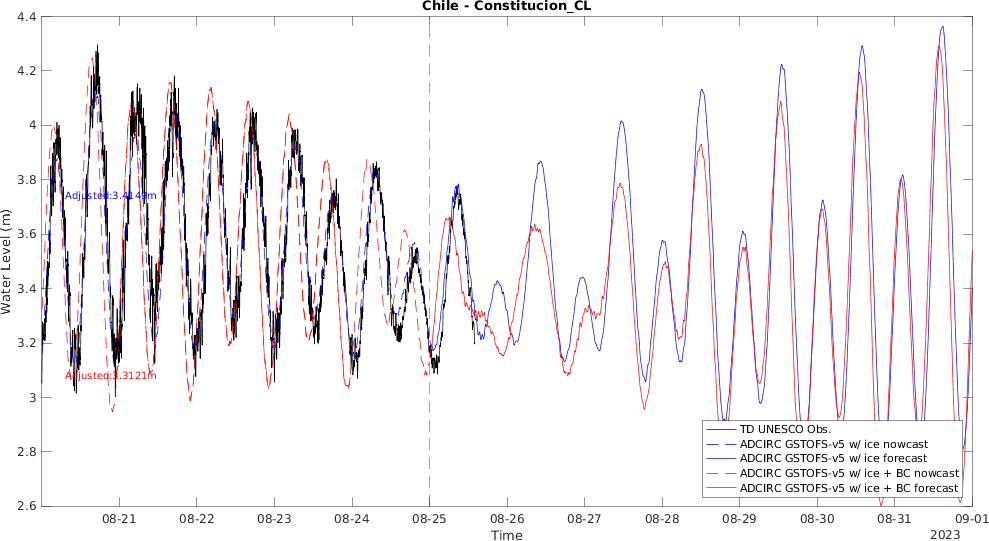 Chile - Constitucion_CL
4.4
4.2
4
3.8
3.6
3.4
3.2
3
2.8
2.6
Water Level (m)
Adjusted:3.4149m
Adjusted:3.3121m
TD UNESCO Obs.
ADCIRC GSTOFS-v5 w/ ice nowcast
ADCIRC GSTOFS-v5 w/ ice forecast
ADCIRC GSTOFS-v5 w/ ice + BC nowcast
ADCIRC GSTOFS-v5 w/ ice + BC forecast
08-21 08-22 08-23 08-24 08-25 08-26 08-27 08-28 08-29 08-30 08-31 09-01
Time
2023